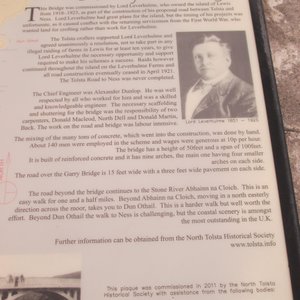 This Bridge was commissioned by Lord Leverhulme, who owned the island of Lewis
from 1918-1923, as part of the construction of his proposed road between Tolsta and
Ness. Lord Leverhulme had great plans for the island, but the timing of his projects was
unfortunate, as it caused conflict with the returning servicemen from the First World War, who
wanted land for crofting rather than work for Leverhulme.
The Tolsta crofters supported Lord Leverhulme and
agreed unanimously a resolution, not to take part in any
illegal raiding of farms in Lewis for at least ten years, to give
Lord Leverhulme the necessary opportunity and support
required to make his schemes a success. Raids however
continued throughout the island on the Leverhulme Farms and
all road construction eventually ceased in April 1921.
The Tolsta Road to Ness was never completed.
Lord Leverhulme 1851 - 1925
The Chief Engineer was Alexander Dunlop. He was well
respected by all who worked for him and was a skilled
and knowledgeable engineer. The necessary scaffolding
and shuttering for the bridge was the responsibility of two
carpenters, Donald Macleod, North Dell and Donald Martin,
Back. The work on the road and bridge was labour intensive.
The mixing of the many tons of concrete, which went into the construction, was done by hand.
About 140 men were employed in the scheme and wages were generous at 19p per hour.
The bridge has a height of 50feet and a span of 100feet.
It is built of reinforced concrete and it has nine arches, the main one having four smaller
arches on each side.
The road over the Garry Bridge is 15 feet wide with a three feet wide pavement on each side.
The road beyond the bridge continues to the Stone River Abhainn na Cloich. This is an
easy walk for one and a half miles. Beyond Abhainn na Cloich, moving in a north easterly
direction across the moor, takes you to Dun Othail. This is a harder walk but well worth the
effort. Beyond Dun Othail the walk to Ness is challenging, but the coastal scenery is amongst
the most outstanding in the U.K.
Further information can be obtained from the North Tolsta Historical Society
www.tolsta.info
This plaque was commissioned in 2011 by the North Tolsta
Historical Society with assistance from the following bodies: